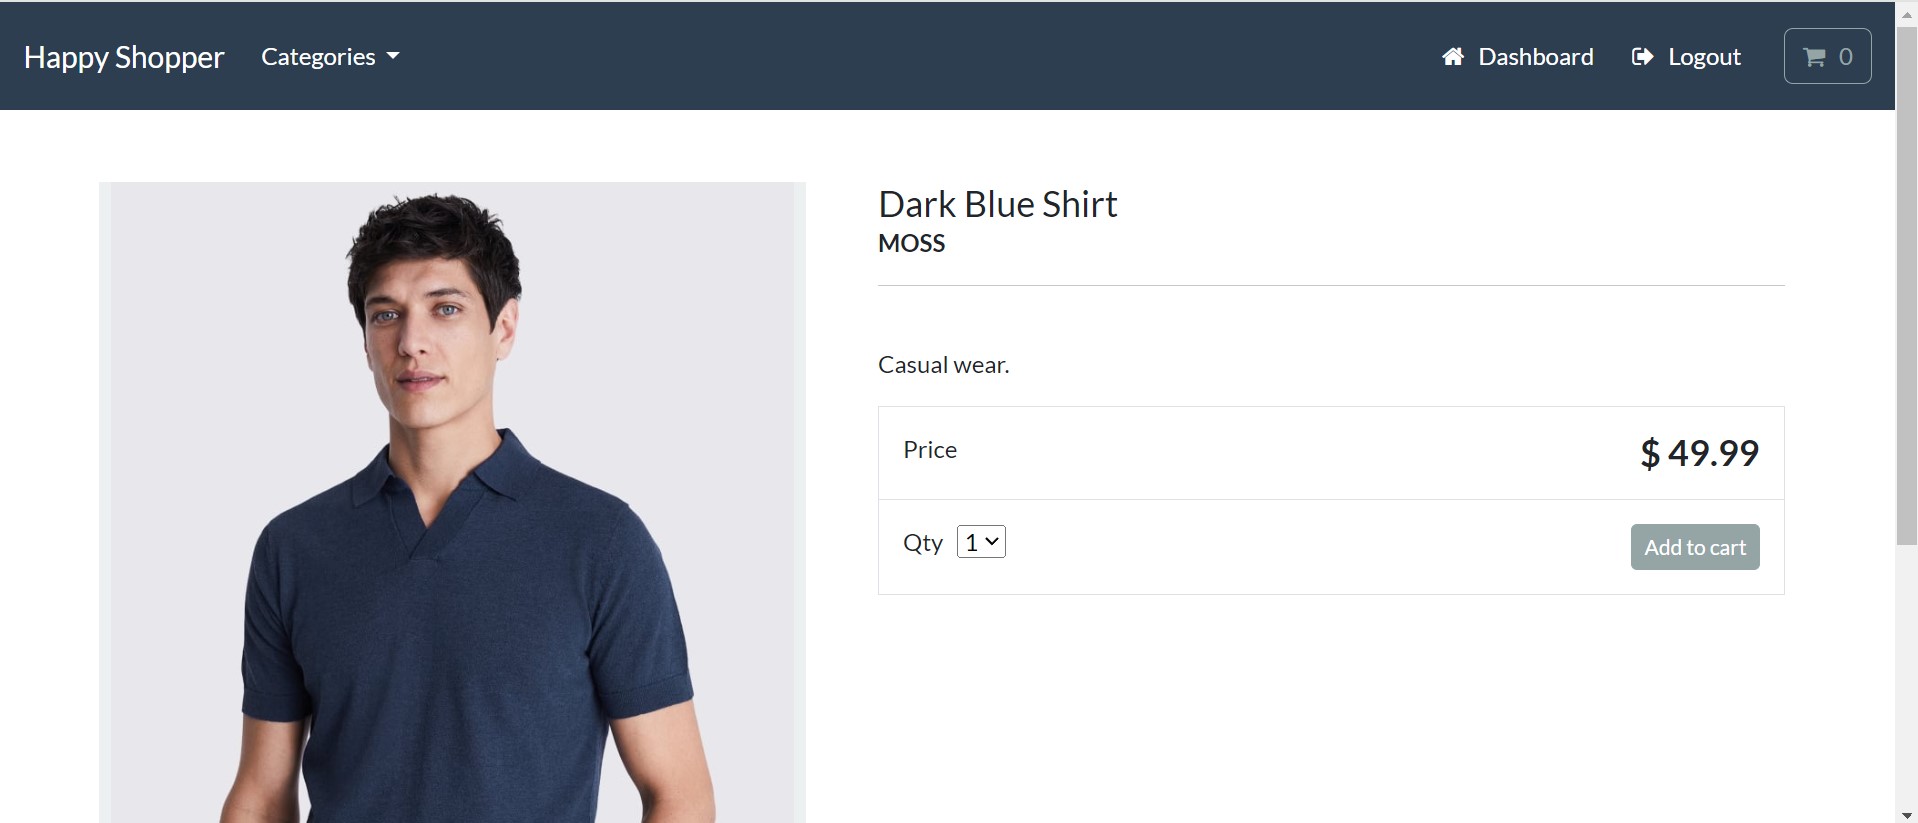 Happy Shopper Categories Dashboard Logout 0
Dark Blue Shirt
MOSS
Casual wear.
Price $ 49.99
Qty 1 Add to cart